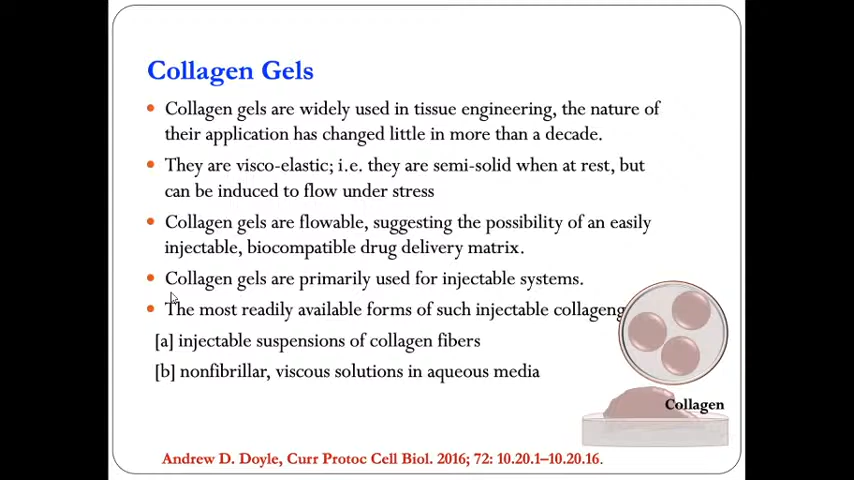 Collagen Gels
• Collagen gels are widely used in tissue engineering, the nature of
their application has changed little in more than a decade.
• They are visco-elastic; i.e. they are semi-solid when at rest, but
can be induced to flow under stress
• Collagen gels are flowable, suggesting the possibility of an easily
injectable, biocompatible drug delivery matrix.
• Collagen gels are primarily used for injectable systems.
• The most readily available forms of such injectable collageng
[a] injectable suspensions of collagen fibers
[b] nonfibrillar, viscous solutions in aqueous media
Collagen
Andrew D. Doyle, Curr Protoc Cell Biol. 2016; 72: 10.20.1–10.20.16.